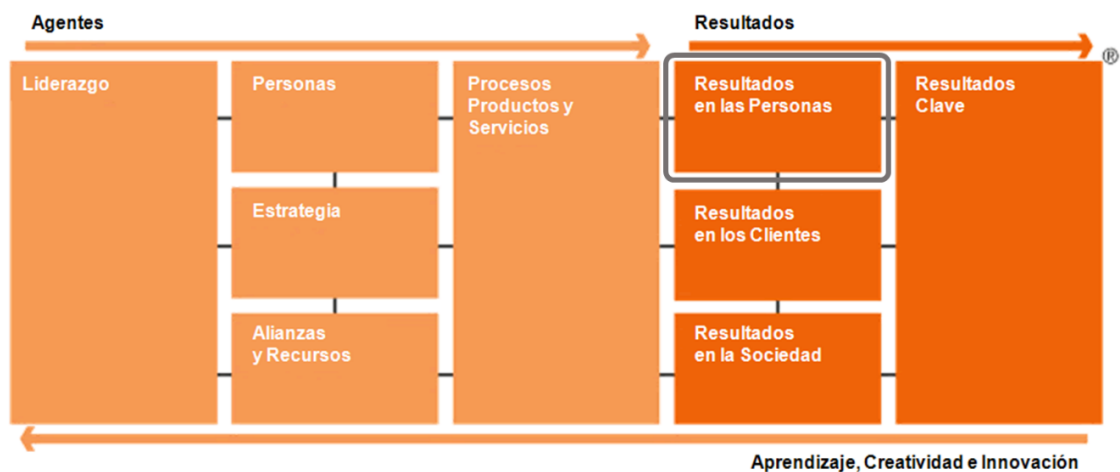 Agentes
Resultados
®
Liderazgo
Personas
Procesos
Productos y
Servicios
Resultados
en las Personas
Resultados
Clave
Estrategia
Resultados
en los Clientes
Alianzas
y Recursos
Resultados
en la Sociedad
Aprendizaje, Creatividad e Innovación